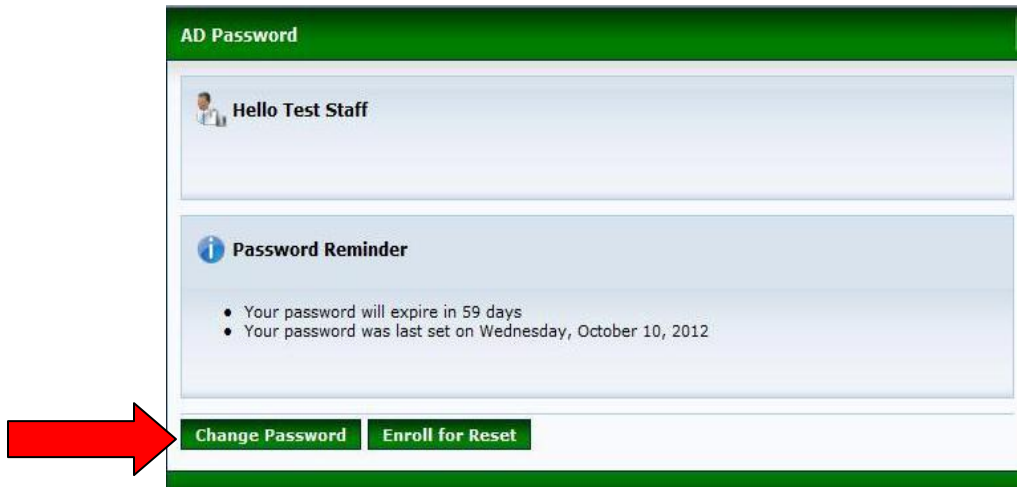 AD Password
Hello Test Staff
Password Reminder
● Your password will expire in 59 days
● Your password was last set on Wednesday, October 10, 2012
Change Password Enroll for Reset